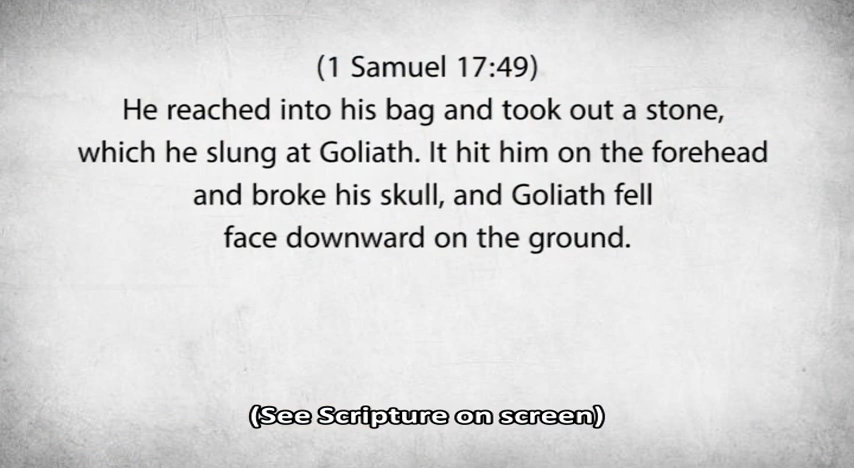 (1 Samuel 17:49)
He reached into his bag and took out a stone,
which he slung at Goliath. It hit him on the forehead
and broke his skull, and Goliath fell
face downward on the ground.
(See Scripture on screen)